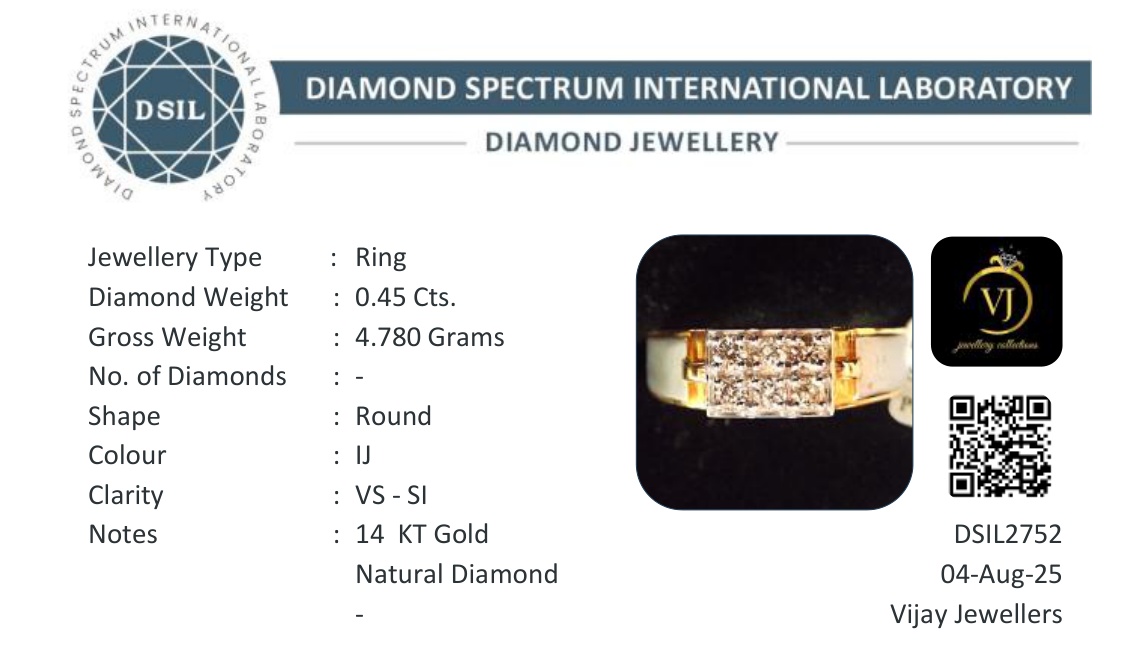 DIAMOND SPECTRUM INTERNATIONAL LABORATORY
DSIL
DIAMOND SPECTRUM INTERNATIONAL LABORATORY
DIAMOND JEWELLERY
Jewellery Type : Ring
Diamond Weight : 0.45 Cts.
Gross Weight : 4.780 Grams
No. of Diamonds : -
Shape : Round
Colour : IJ
Clarity : VS - SI
Notes : 14 KT Gold
Natural Diamond
-
VJ
jewellery collections
DSIL2752
04-Aug-25
Vijay Jewellers